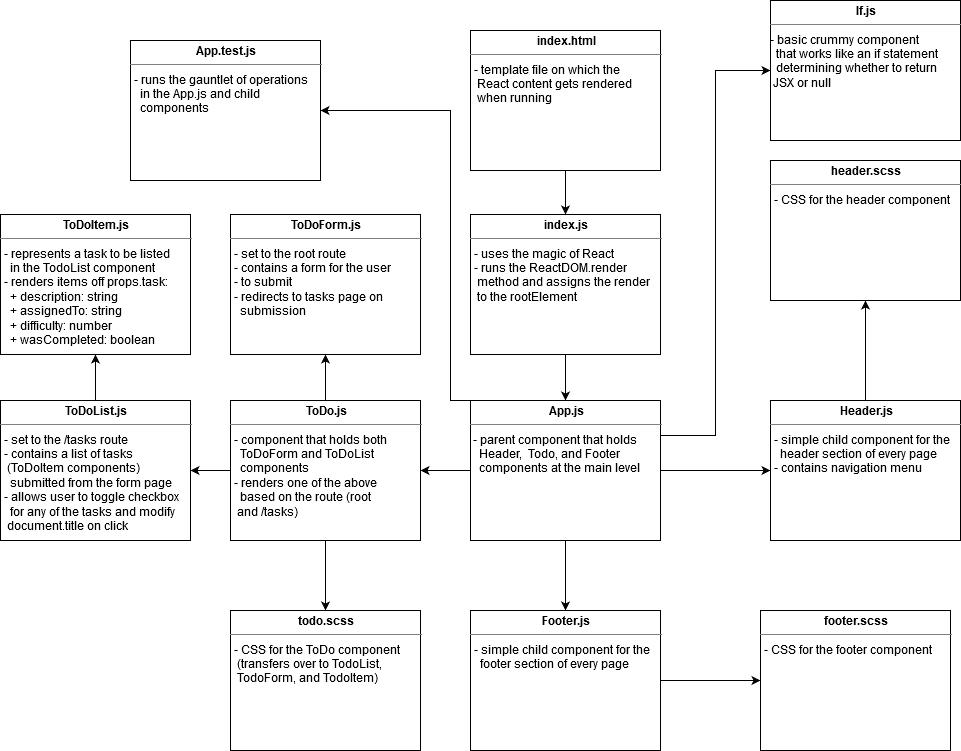 If.js
- basic crummy component
that works like an if statement
determining whether to return
JSX or null
App.test.js
- runs the gauntlet of operations
in the App.js and child
components
index.html
- template file on which the
React content gets rendered
when running
header.scss
- CSS for the header component
ToDoItem.js
- represents a task to be listed
in the TodoList component
- renders items off props.task:
+ description: string
+ assignedTo: string
+ difficulty: number
+ wasCompleted: boolean
ToDoForm.js
- set to the root route
- contains a form for the user
- to submit
- redirects to tasks page on
submission
index.js
- uses the magic of React
- runs the ReactDOM.render
method and assigns the render
to the rootElement
ToDoList.js
- set to the /tasks route
- contains a list of tasks
(ToDoItem components)
submitted from the form page
- allows user to toggle checkbox
for any of the tasks and modify
document.title on click
ToDo.js
- component that holds both
ToDoForm and ToDoList
components
- renders one of the above
based on the route (root
and /tasks)
App.js
- parent component that holds
Header, Todo, and Footer
components at the main level
Header.js
- simple child component for the
header section of every page
- contains navigation menu
todo.scss
- CSS for the ToDo component
(transfers over to TodoList,
TodoForm, and TodoItem)
Footer.js
- simple child component for the
footer section of every page
footer.scss
- CSS for the footer component